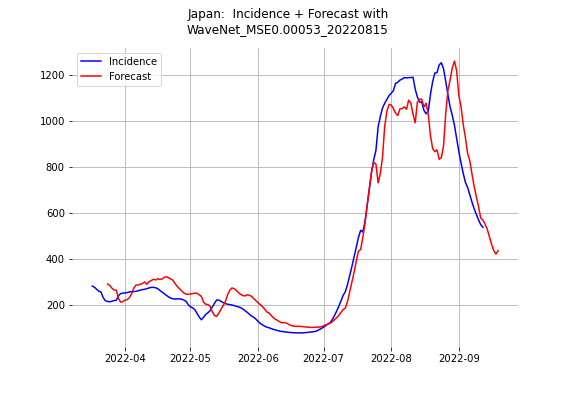 Japan:  Incidence + Forecast with
WaveNet_MSE0.00053_20220815
Incidence
Forecast
1200
1000
800
600
400
200
2022-04 2022-05 2022-06 2022-07 2022-08 2022-09